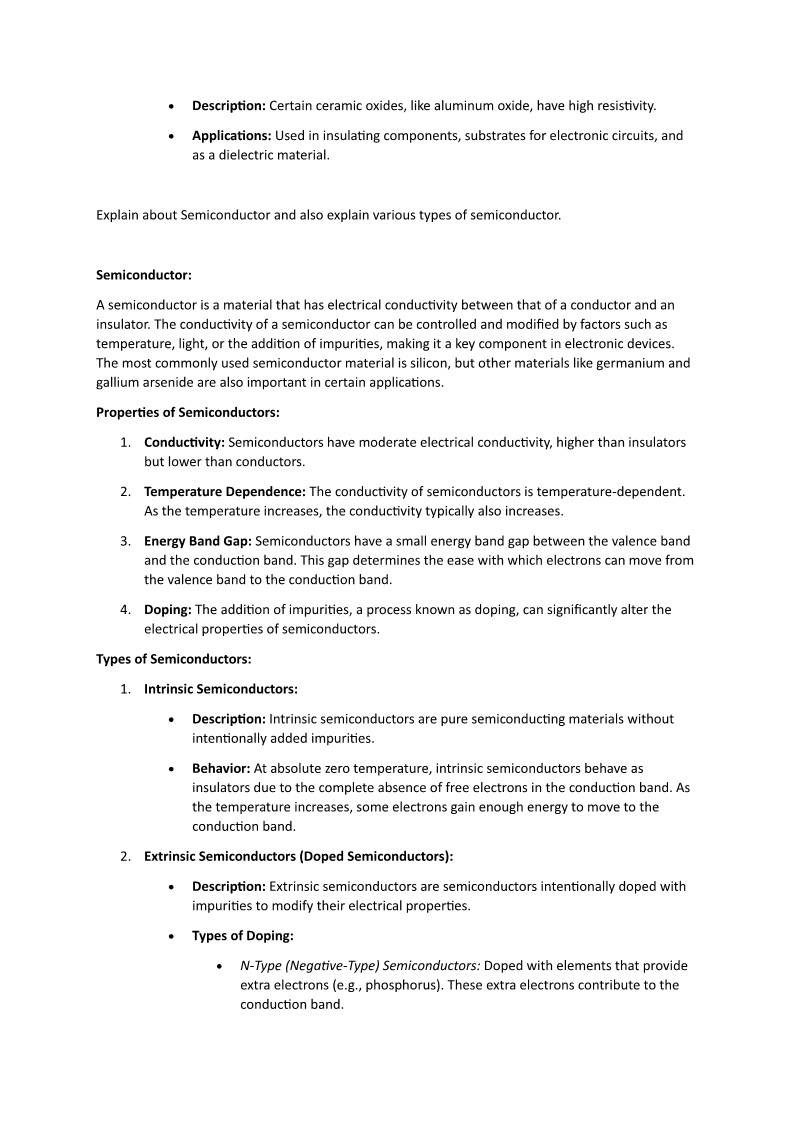 • Description: Certain ceramic oxides, like aluminum oxide, have high resistivity.
• Applications: Used in insulating components, substrates for electronic circuits, and
as a dielectric material.
Explain about Semiconductor and also explain various types of semiconductor.
Semiconductor:
A semiconductor is a material that has electrical conductivity between that of a conductor and an
insulator. The conductivity of a semiconductor can be controlled and modified by factors such as
temperature, light, or the addition of impurities, making it a key component in electronic devices.
The most commonly used semiconductor material is silicon, but other materials like germanium and
gallium arsenide are also important in certain applications.
Properties of Semiconductors:
1. Conductivity: Semiconductors have moderate electrical conductivity, higher than insulators
but lower than conductors.
2. Temperature Dependence: The conductivity of semiconductors is temperature-dependent.
As the temperature increases, the conductivity typically also increases.
3. Energy Band Gap: Semiconductors have a small energy band gap between the valence band
and the conduction band. This gap determines the ease with which electrons can move from
the valence band to the conduction band.
4. Doping: The addition of impurities, a process known as doping, can significantly alter the
electrical properties of semiconductors.
Types of Semiconductors:
1. Intrinsic Semiconductors:
• Description: Intrinsic semiconductors are pure semiconducting materials without
intentionally added impurities.
• Behavior: At absolute zero temperature, intrinsic semiconductors behave as
insulators due to the complete absence of free electrons in the conduction band. As
the temperature increases, some electrons gain enough energy to move to the
conduction band.
2. Extrinsic Semiconductors (Doped Semiconductors):
• Description: Extrinsic semiconductors are semiconductors intentionally doped with
impurities to modify their electrical properties.
• Types of Doping:
• N-Type (Negative-Type) Semiconductors: Doped with elements that provide
extra electrons (e.g., phosphorus). These extra electrons contribute to the
conduction band.